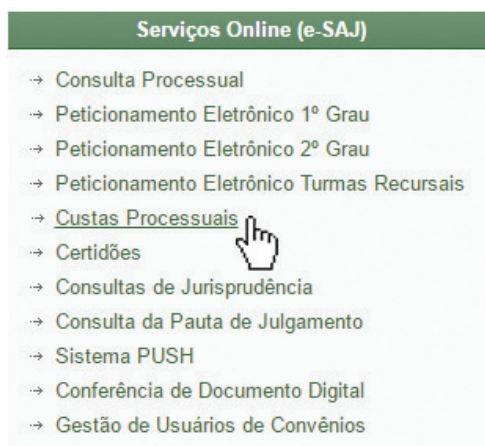 Serviços Online (e-SAJ)
Consulta Processual
Peticionamento Eletrônico 1º Grau
Peticionamento Eletrônico 2º Grau
Peticionamento Eletrônico Turmas Recursais
Custas Processuais
Certidões
Consultas de Jurisprudência
Consulta da Pauta de Julgamento
Sistema PUSH
Conferência de Documento Digital
Gestão de Usuários de Convênios